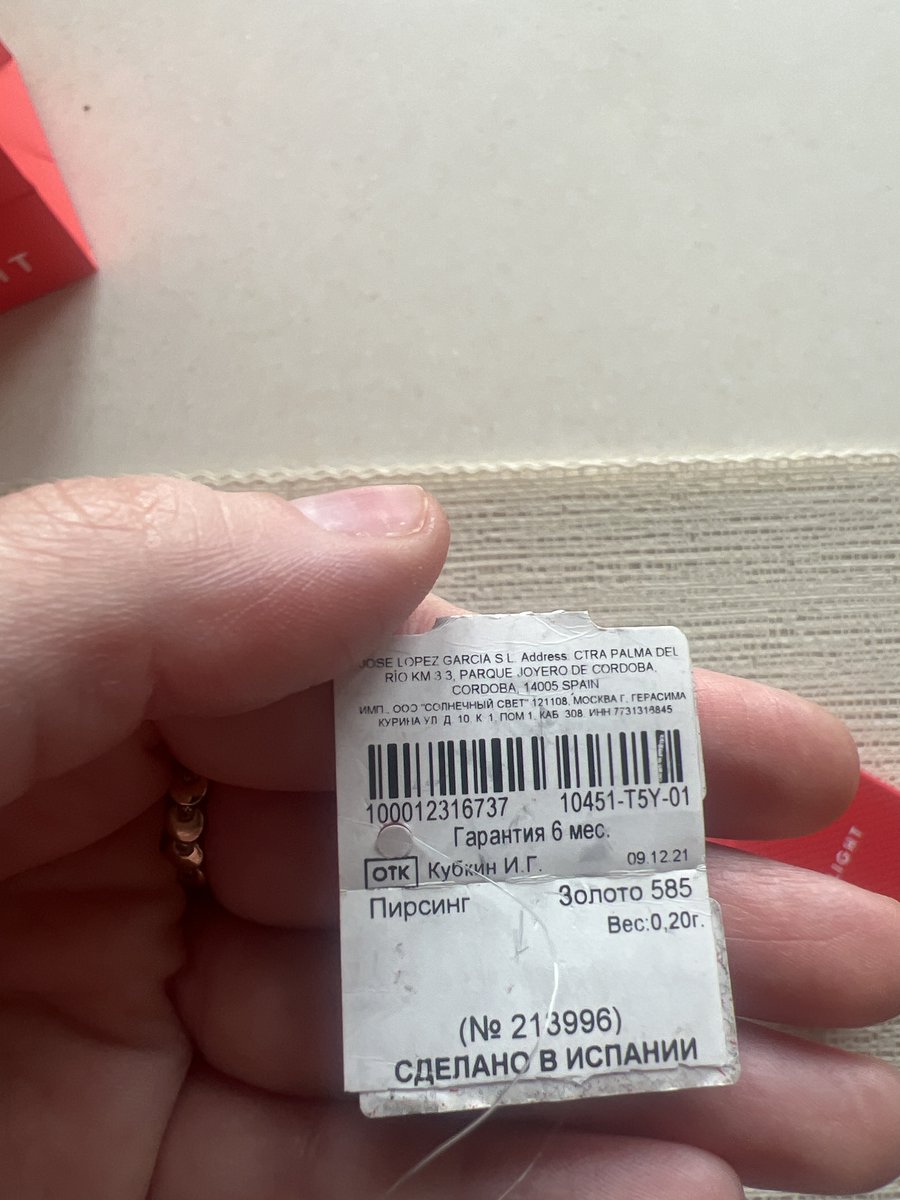 JOSE LOPEZ GARCIA S L. Address: CTRA PALMA DEL
RÍO KM 3 3, PARQUE JOYERO DE CORDOBA,
CORDOBA, 14005 SPAIN
ИМП.: ООО "СОЛНЕЧНЫЙ СВЕТ" 121108, МОСКВА Г, ГЕРАСИМА
КУРИНА УЛ, Д. 10, К. 1, ПОМ 1, КАБ. 308, ИНН 7731316845
100012316737 10451-T5Y-01
Гарантия 6 мес.
ОТК Кубкин И.Г. 09.12.21
Пирсинг Золото 585
Вес:0,20г.
(№ 213996)
СДЕЛАНО В ИСПАНИИ